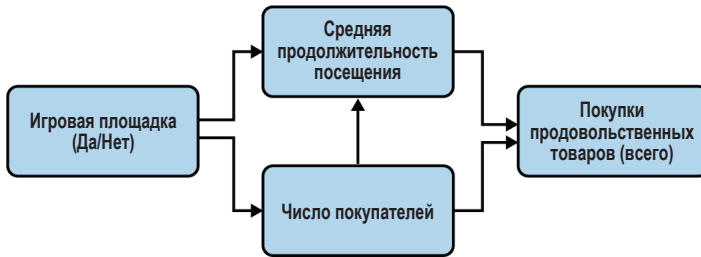 Средняя
продолжительность
посещения
Игровая площадка
(Да/Нет)
Покупки
продовольственных
товаров (всего)
Число покупателей